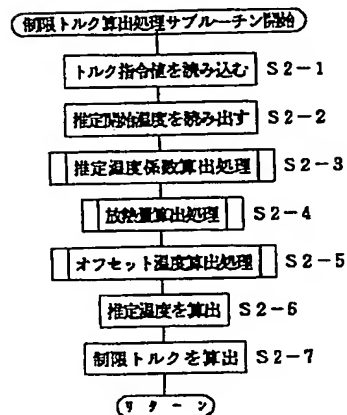 制限トルク算出処理サブルーチン開始
トルク指令値を読み込む S2-1
推定開始温度を読み出す S2-2
推定温度係数算出処理 S2-3
放熱量算出処理 S2-4
オフセット温度算出処理 S2-5
推定温度を算出 S2-6
制限トルクを算出 S2-7
リターン